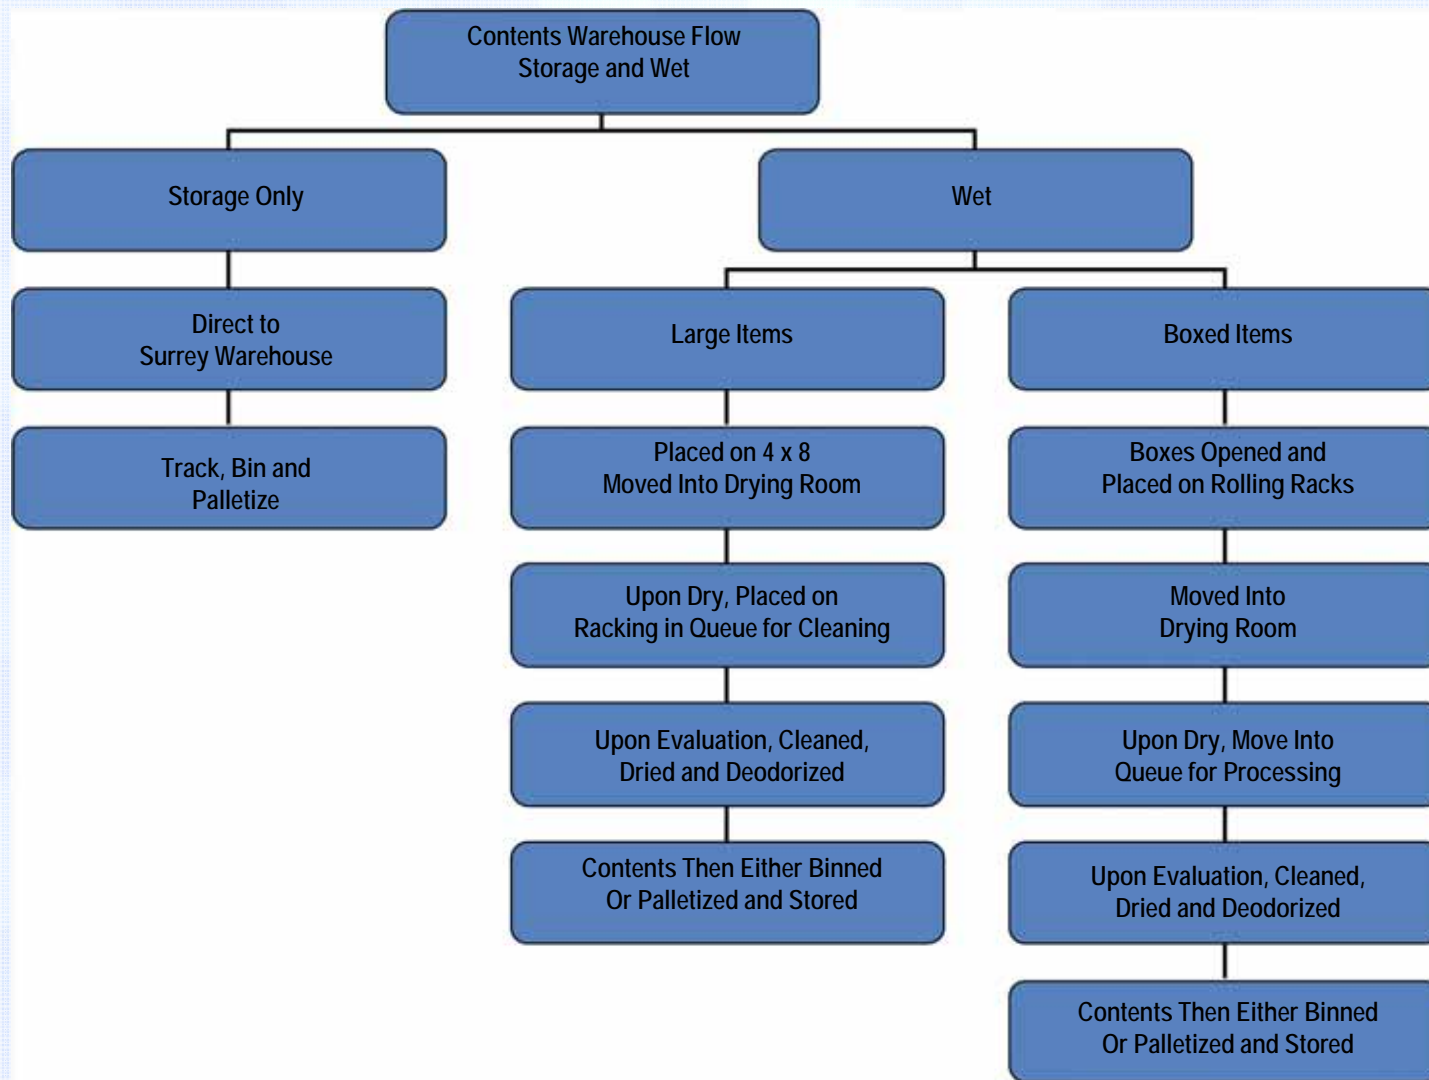 Contents Warehouse Flow
Storage and Wet
Storage Only
Wet
Direct to
Surrey Warehouse
Large Items
Boxed Items
Track, Bin and
Palletize
Placed on 4 x 8
Moved Into Drying Room
Boxes Opened and
Placed on Rolling Racks
Upon Dry, Placed on
Racking in Queue for Cleaning
Moved Into
Drying Room
Upon Evaluation, Cleaned,
Dried and Deodorized
Upon Dry, Move Into
Queue for Processing
Contents Then Either Binned
Or Palletized and Stored
Upon Evaluation, Cleaned,
Dried and Deodorized
Contents Then Either Binned
Or Palletized and Stored